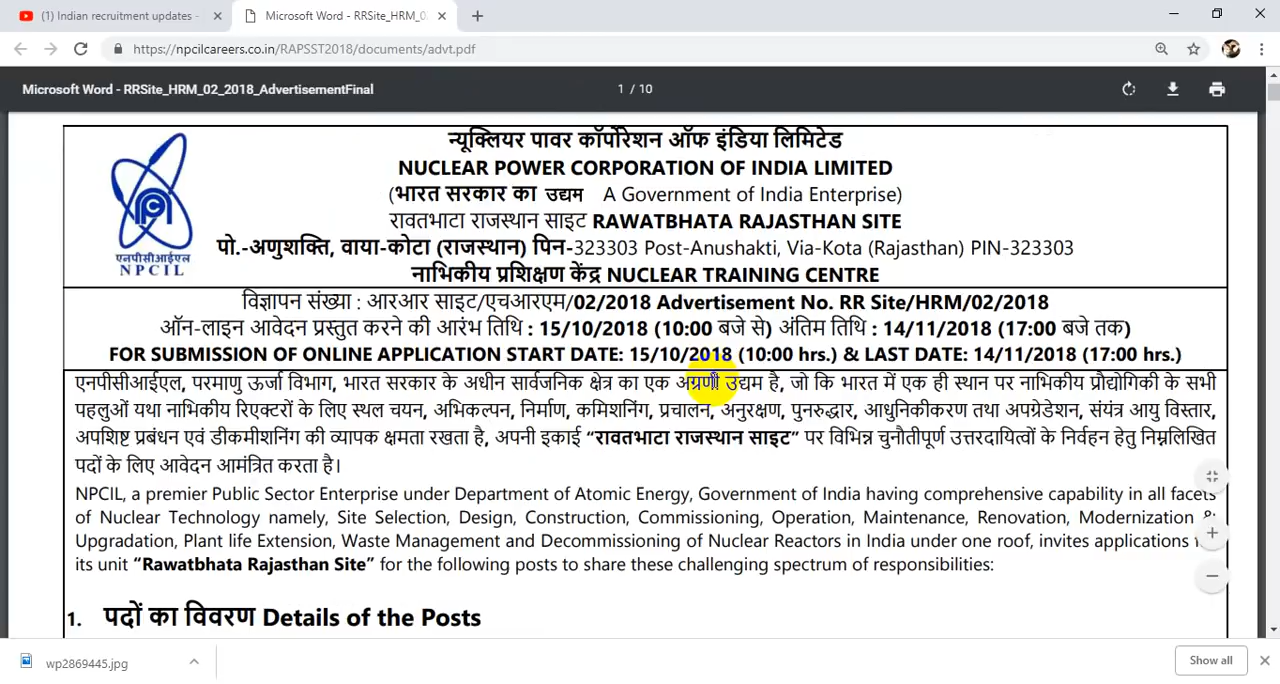 (1) Indian recruitment updates -
Microsoft Word - RRSite_HRM_0
https://npcilcareers.co.in/RAPSST2018/documents/advt.pdf
Microsoft Word - RRSite_HRM_02_2018_AdvertisementFinal
1 / 10
न्यूक्लियर पावर कॉर्पोरेशन ऑफ इंडिया लिमिटेड
NUCLEAR POWER CORPORATION OF INDIA LIMITED
(भारत सरकार का उद्यम A Government of India Enterprise)
रावतभाटा राजस्थान साइट RAWATBHATA RAJASTHAN SITE
पो.-अणुशक्ति, वाया-कोटा (राजस्थान) पिन-323303 Post-Anushakti, Via-Kota (Rajasthan) PIN-323303
नाभिकीय प्रशिक्षण केंद्र NUCLEAR TRAINING CENTRE
एनपीसीआईएल
NPCIL
विज्ञापन संख्या : आरआर साइट/एचआरएम/02/2018 Advertisement No. RR Site/HRM/02/2018
ऑन-लाइन आवेदन प्रस्तुत करने की आरंभ तिथि : 15/10/2018 (10:00 बजे से) अंतिम तिथि : 14/11/2018 (17:00 बजे तक)
FOR SUBMISSION OF ONLINE APPLICATION START DATE: 15/10/2018 (10:00 hrs.) & LAST DATE: 14/11/2018 (17:00 hrs.)
एनपीसीआईएल, परमाणु ऊर्जा विभाग, भारत सरकार के अधीन सार्वजनिक क्षेत्र का एक अग्रणी उद्यम है, जो कि भारत में एक ही स्थान पर नाभिकीय प्रौद्योगिकी के सभी
पहलुओं यथा नाभिकीय रिएक्टरों के लिए स्थल चयन, अभिकल्पन, निर्माण, कमिशनिंग, प्रचालन, अनुरक्षण, पुनरुद्धार, आधुनिकीकरण तथा अपग्रेडेशन, संयंत्र आयु विस्तार,
अपशिष्ट प्रबंधन एवं डीकमीशनिंग की व्यापक क्षमता रखता है, अपनी इकाई “रावतभाटा राजस्थान साइट” पर विभिन्न चुनौतीपूर्ण उत्तरदायित्वों के निर्वहन हेतु निम्नलिखित
पदों के लिए आवेदन आमंत्रित करता है।
NPCIL, a premier Public Sector Enterprise under Department of Atomic Energy, Government of India having comprehensive capability in all facets
of Nuclear Technology namely, Site Selection, Design, Construction, Commissioning, Operation, Maintenance, Renovation, Modernization &
Upgradation, Plant life Extension, Waste Management and Decommissioning of Nuclear Reactors in India under one roof, invites applications
its unit “Rawatbhata Rajasthan Site” for the following posts to share these challenging spectrum of responsibilities:
1. पदों का विवरण Details of the Posts
wp2869445.jpg
Show all